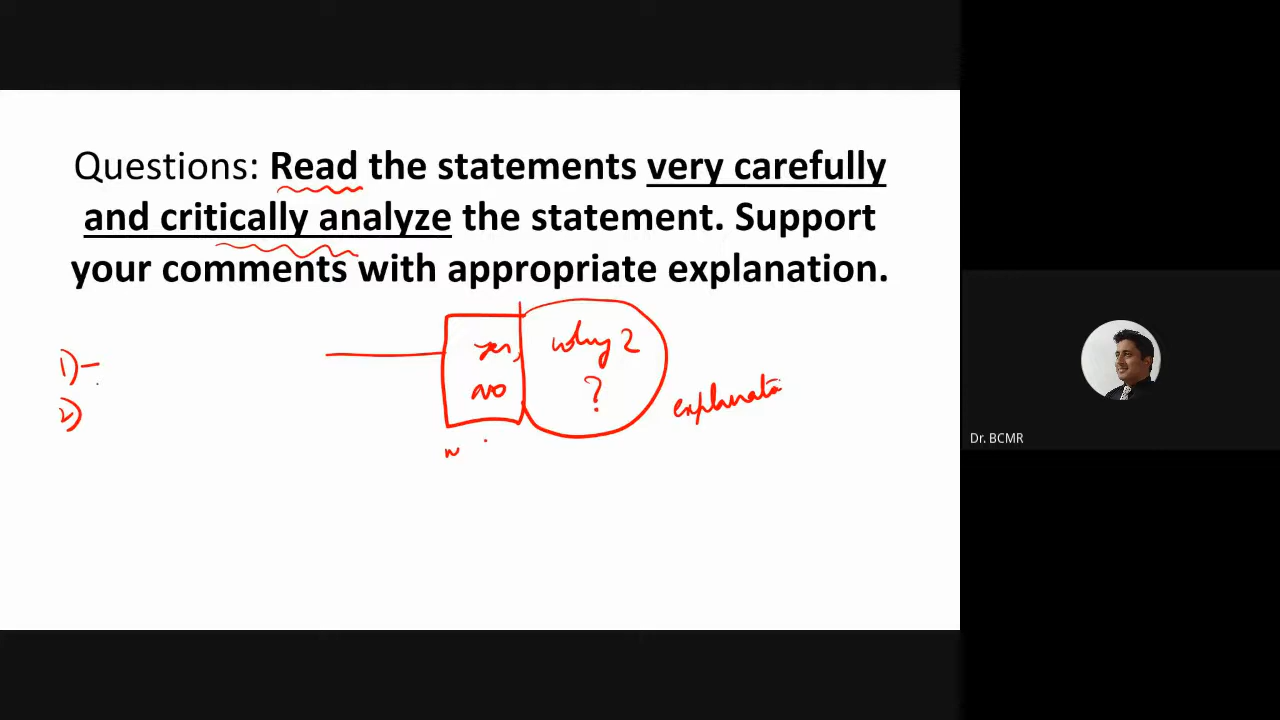 Questions: Read the statements very carefully
and critically analyze the statement. Support
your comments with appropriate explanation.
1)-
2)
yes, why?
no ?
explanata
Dr. BCMR